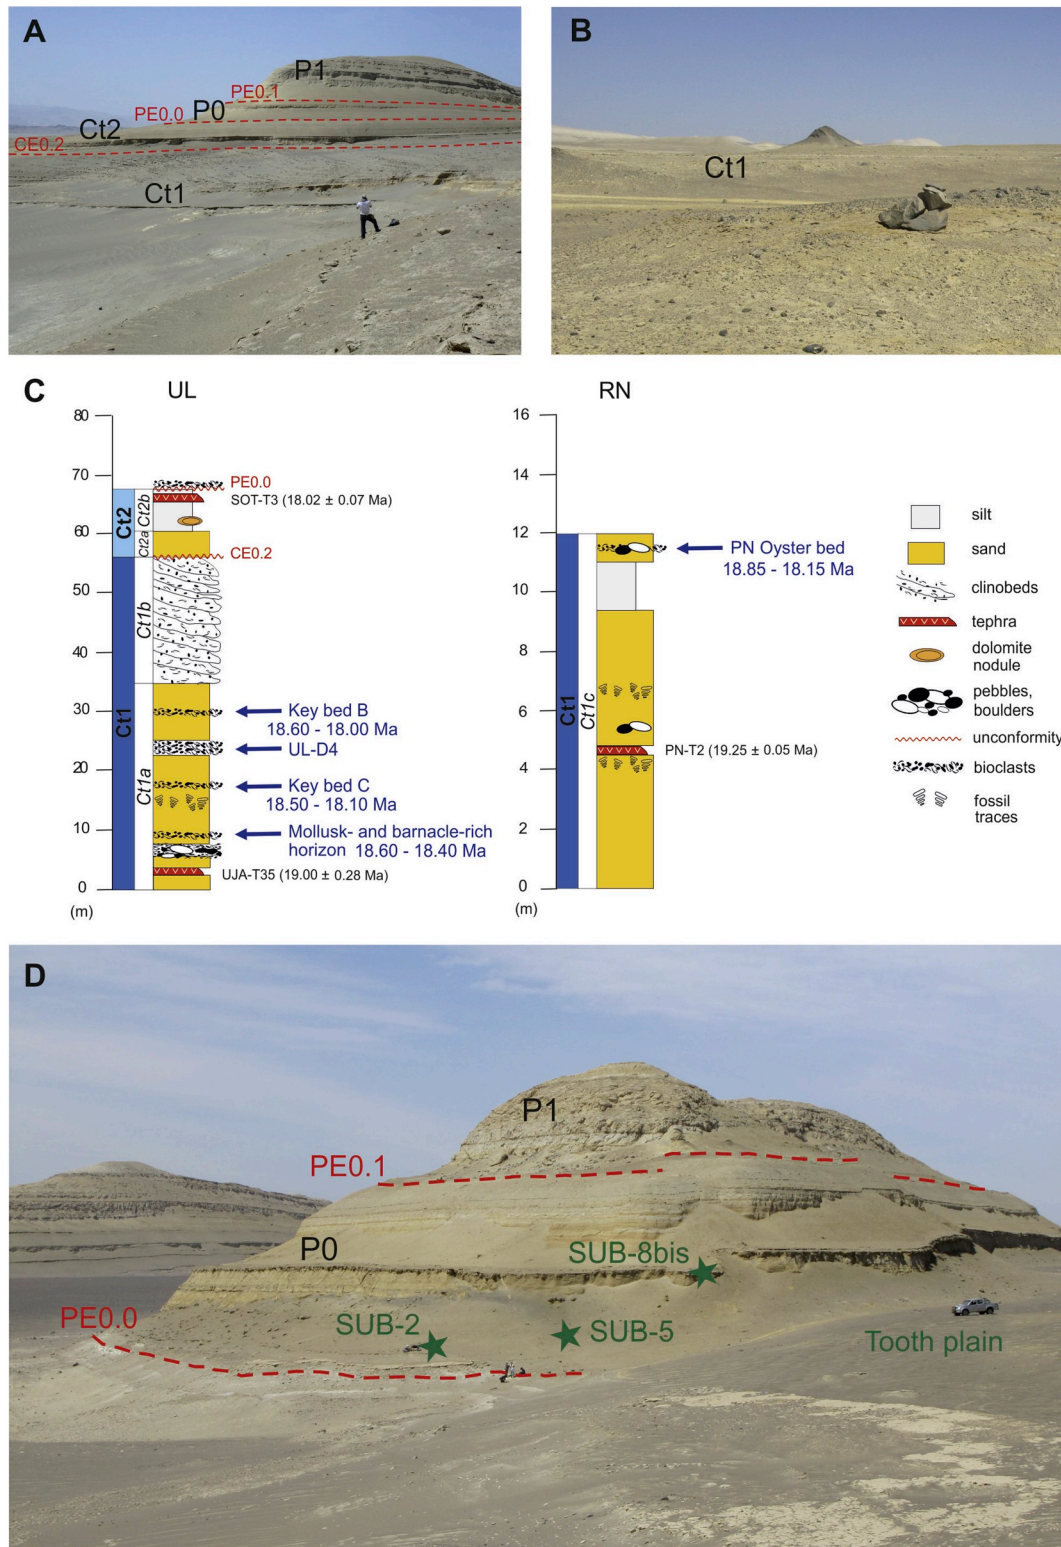 A
P1
PE0.1
PE0.0
P0
Ct2
CE0.2
Ct1
B
Ct1
C
UL
80
70
60
50
40
30
20
10
0
(m)
Ct2
Ct1
Ct2b
Ct2a
Ct1b
Ct1a
PE0.0
SOT-T3 (18.02 ± 0.07 Ma)
CE0.2
Key bed B
18.60 - 18.00 Ma
UL-D4
Key bed C
18.50 - 18.10 Ma
Mollusk- and barnacle-rich
horizon 18.60 - 18.40 Ma
UJA-T35 (19.00 ± 0.28 Ma)
RN
16
14
12
10
8
6
4
2
0
(m)
Ct1
Ct1c
PN Oyster bed
18.85 - 18.15 Ma
PN-T2 (19.25 ± 0.05 Ma)
silt
sand
clinobeds
tephra
dolomite
nodule
pebbles,
boulders
unconformity
bioclasts
fossil
traces
D
P1
PE0.1
P0
SUB-8bis
PE0.0
SUB-2
SUB-5
Tooth plain